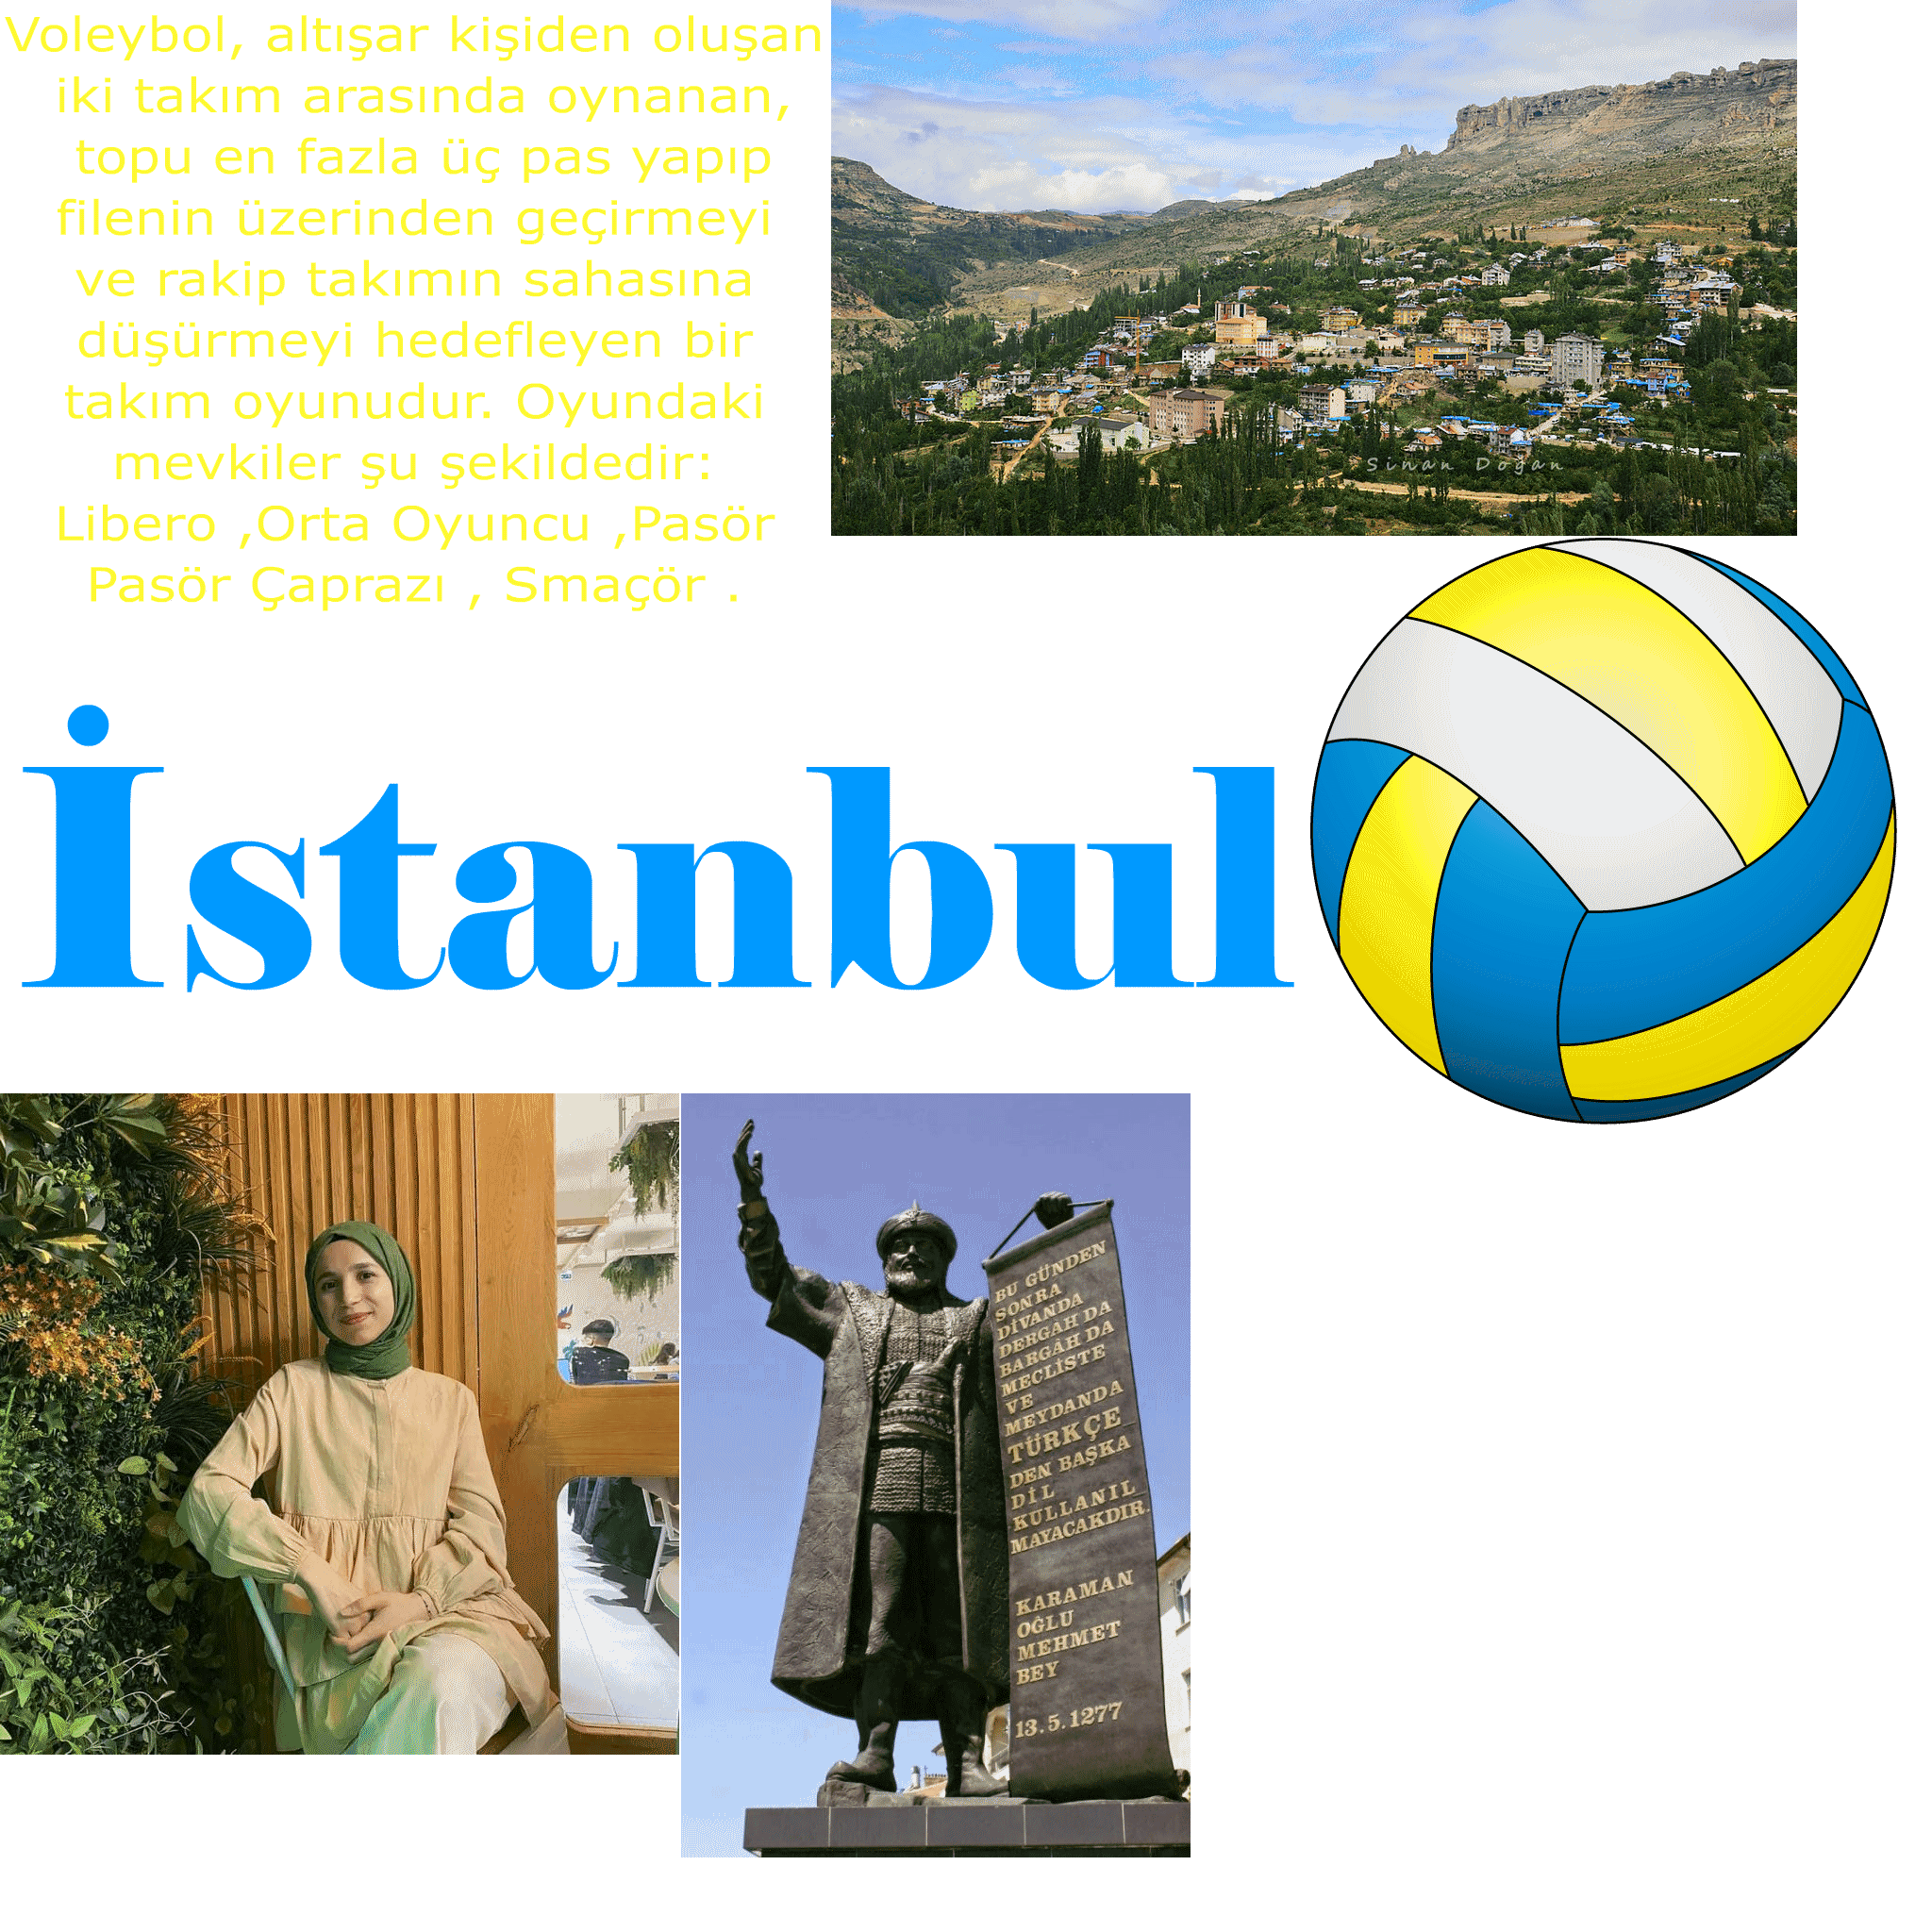 Voleybol, altışar kişiden oluşan
iki takım arasında oynanan,
topu en fazla üç pas yapıp
filenin üzerinden geçirmeyi
ve rakip takımın sahasına
düşürmeyi hedefleyen bir
takım oyunudur. Oyundaki
mevkiler şu şekildedir:
Libero ,Orta Oyuncu ,Pasör
Pasör Çaprazı , Smaçör .
Sinan Doğan
İstanbul
BU GÜNDEN
SONRA
DİVANDA
DERGAH DA
BARGÂH DA
MECLİSTE
VE
MEYDANDA
TÜRKÇE
DEN BAŞKA
DİL
KULLANIL
MAYACAKDIR.
KARAMAN
OĞLU
MEHMET
BEY
13.5.1277